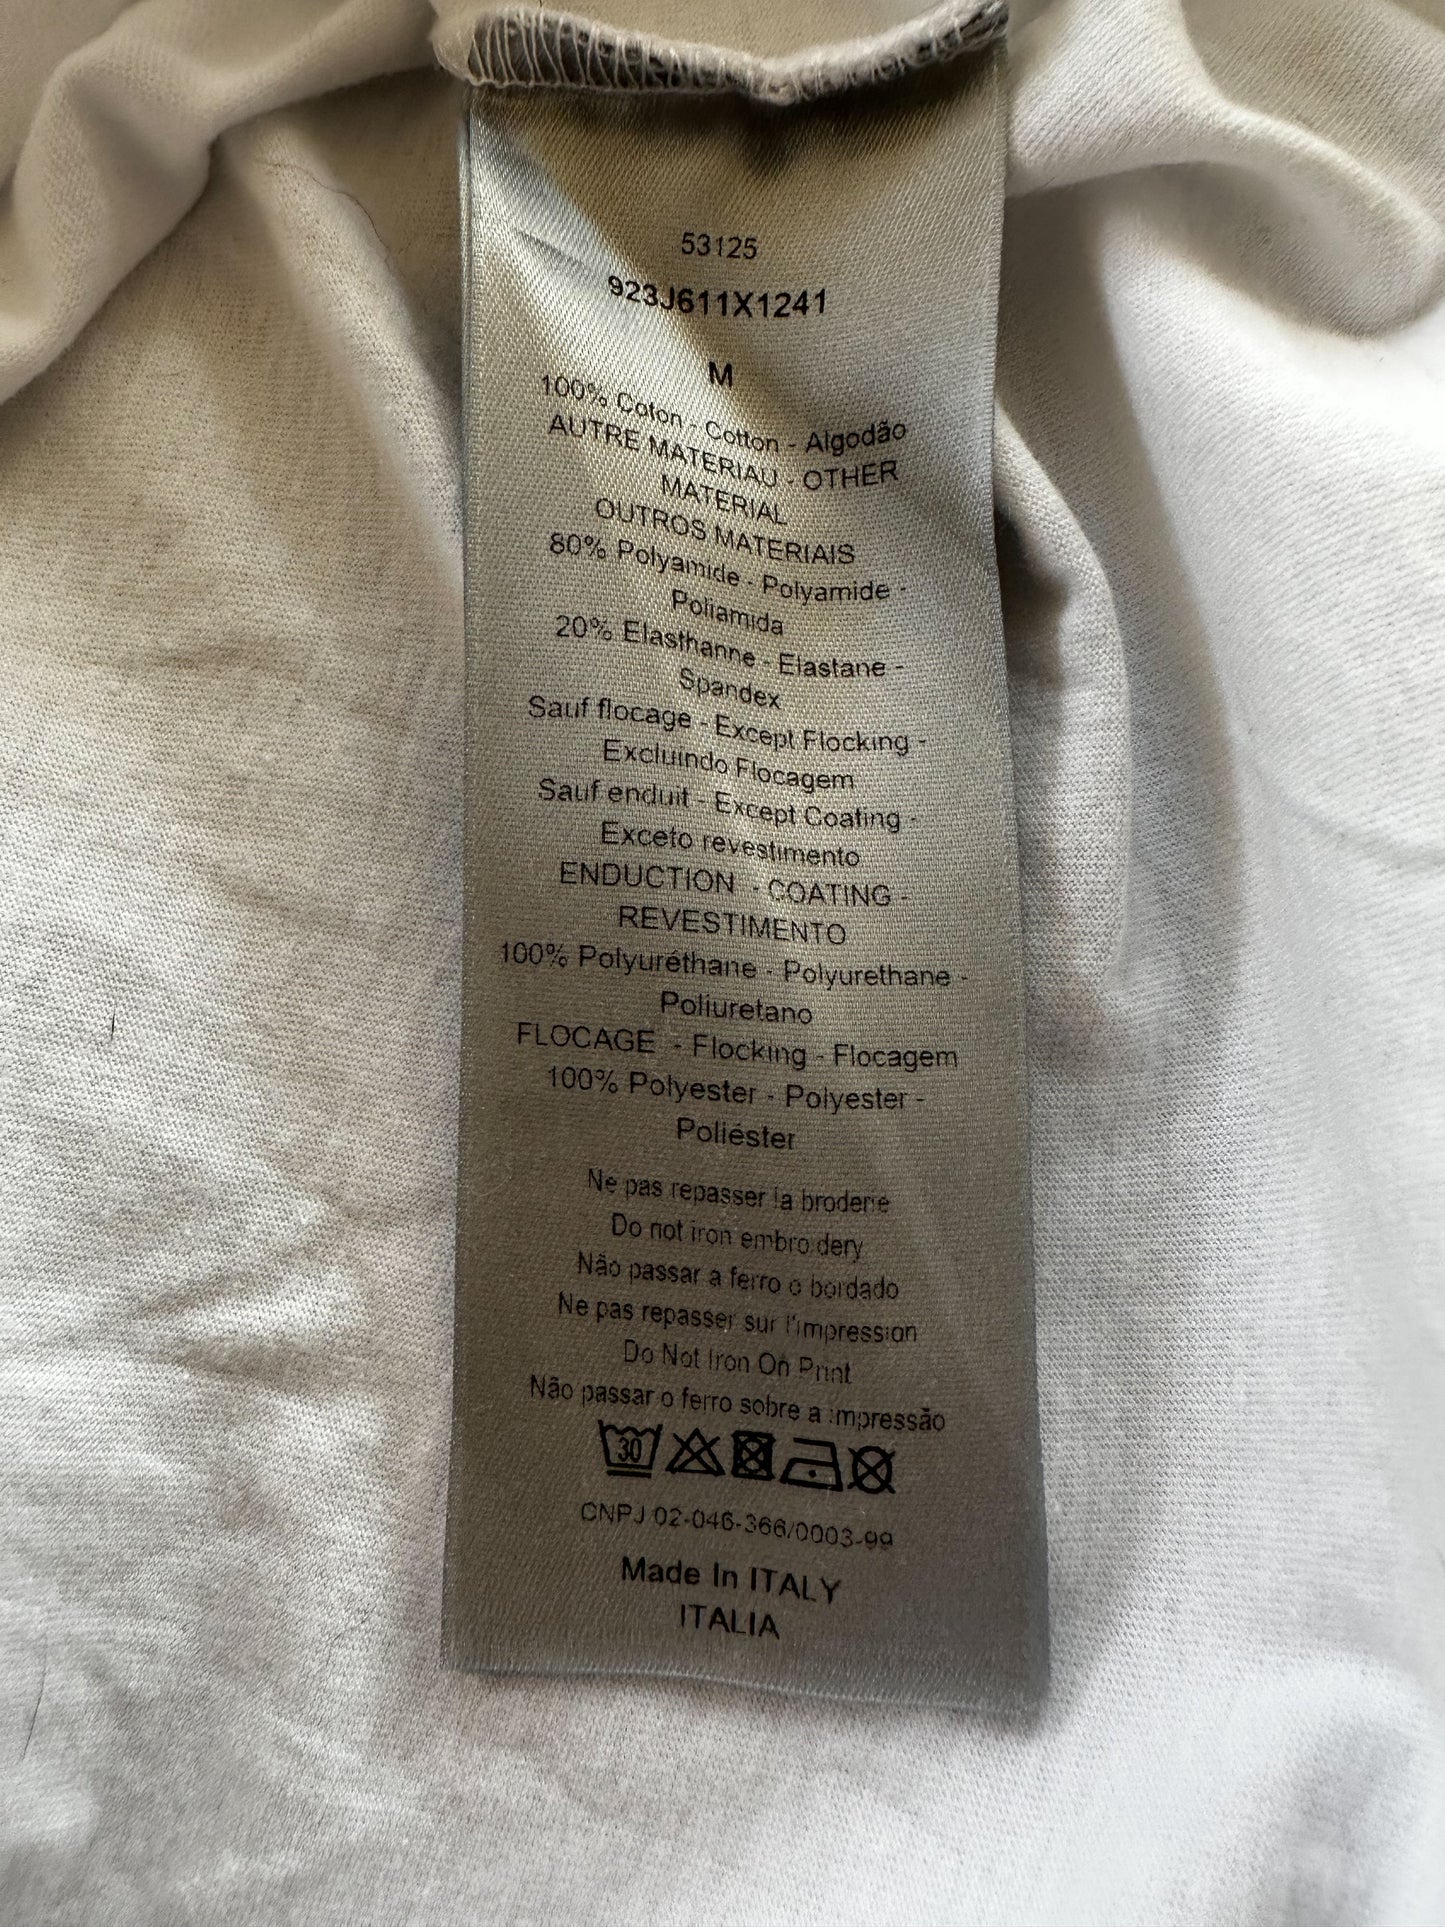 53125
923J611X1241
M
100% Coton - Cotton - Algodão
AUTRE MATERIAU - OTHER
MATERIAL
OUTROS MATERIAIS
80% Polyamide - Polyamide -
Poliamida
20% Elasthanne - Elastane -
Spandex
Sauf flocage - Except Flocking -
Excluindo Flocagem
Sauf enduit - Except Coating -
Exceto revestimento
ENDUCTION - COATING -
REVESTIMENTO
100% Polyuréthane - Polyurethane -
Poliuretano
FLOCAGE - Flocking - Flocagem
100% Polyester - Polyester -
Poliéster
Ne pas repasser la broderie
Do not iron embroidery
Não passar a ferro o bordado
Ne pas repasser sur l'impression
Do Not Iron On Print
Não passar o ferro sobre a impressão
30
CNPJ 02-046-366/0003-99
Made In ITALY
ITALIA